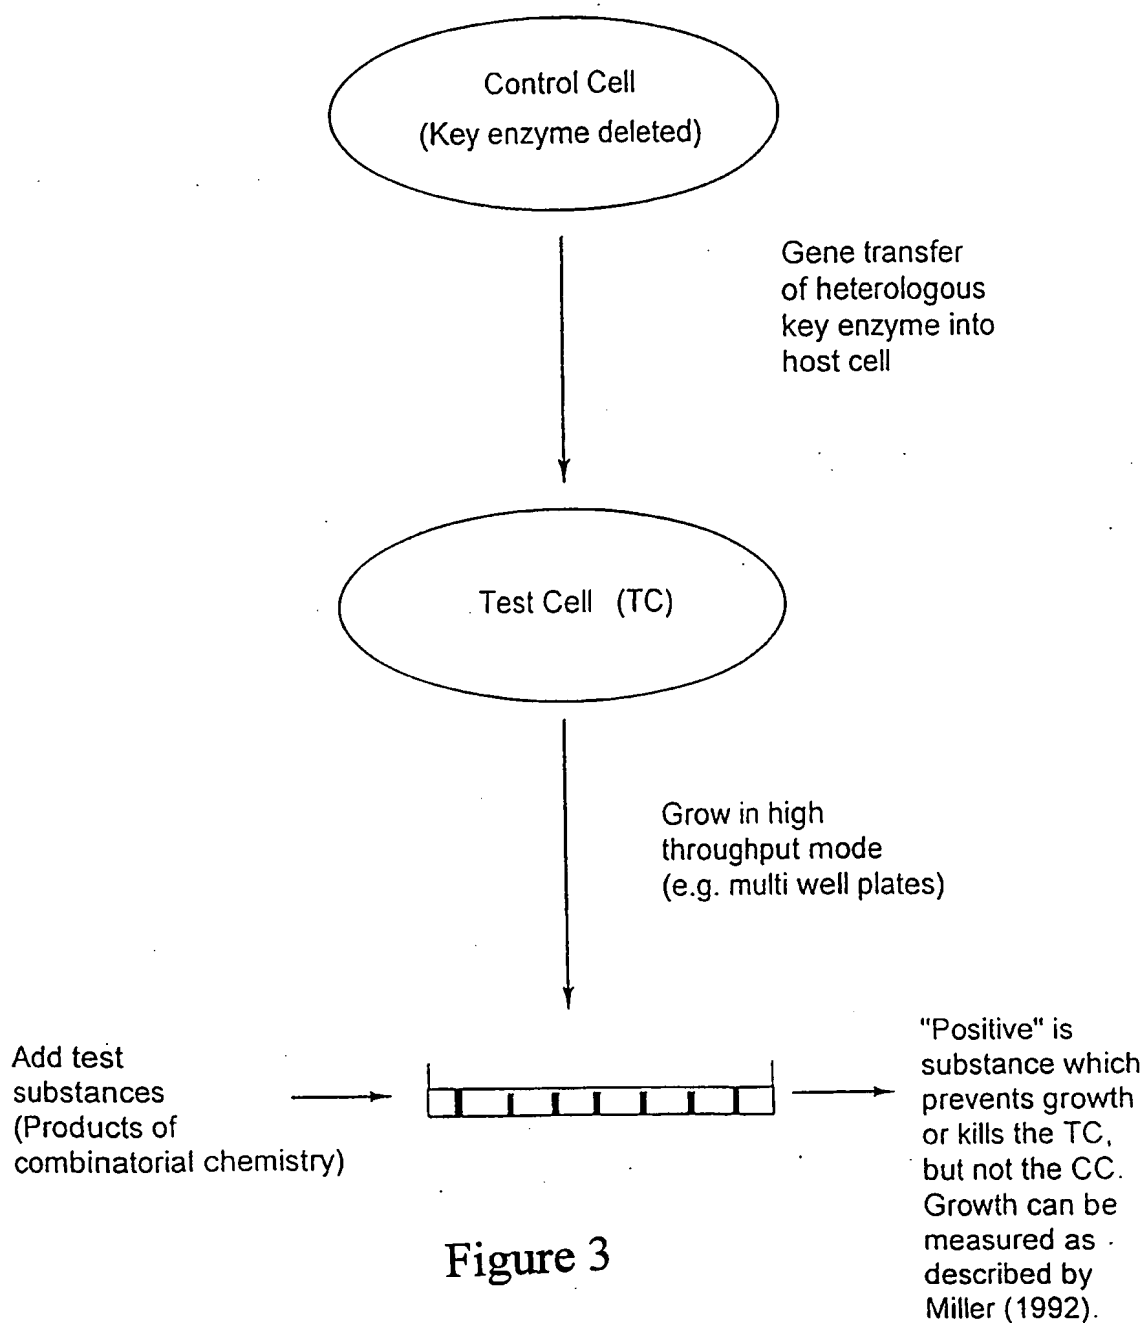 Control Cell
(Key enzyme deleted)
Gene transfer
of heterologous
key enzyme into
host cell
Test Cell (TC)
Grow in high
throughput mode
(e.g. multi well plates)
Add test
substances
(Products of
combinatorial chemistry)
"Positive" is
substance which
prevents growth
or kills the TC,
but not the CC.
Growth can be
measured as
described by
Miller (1992).
Figure 3